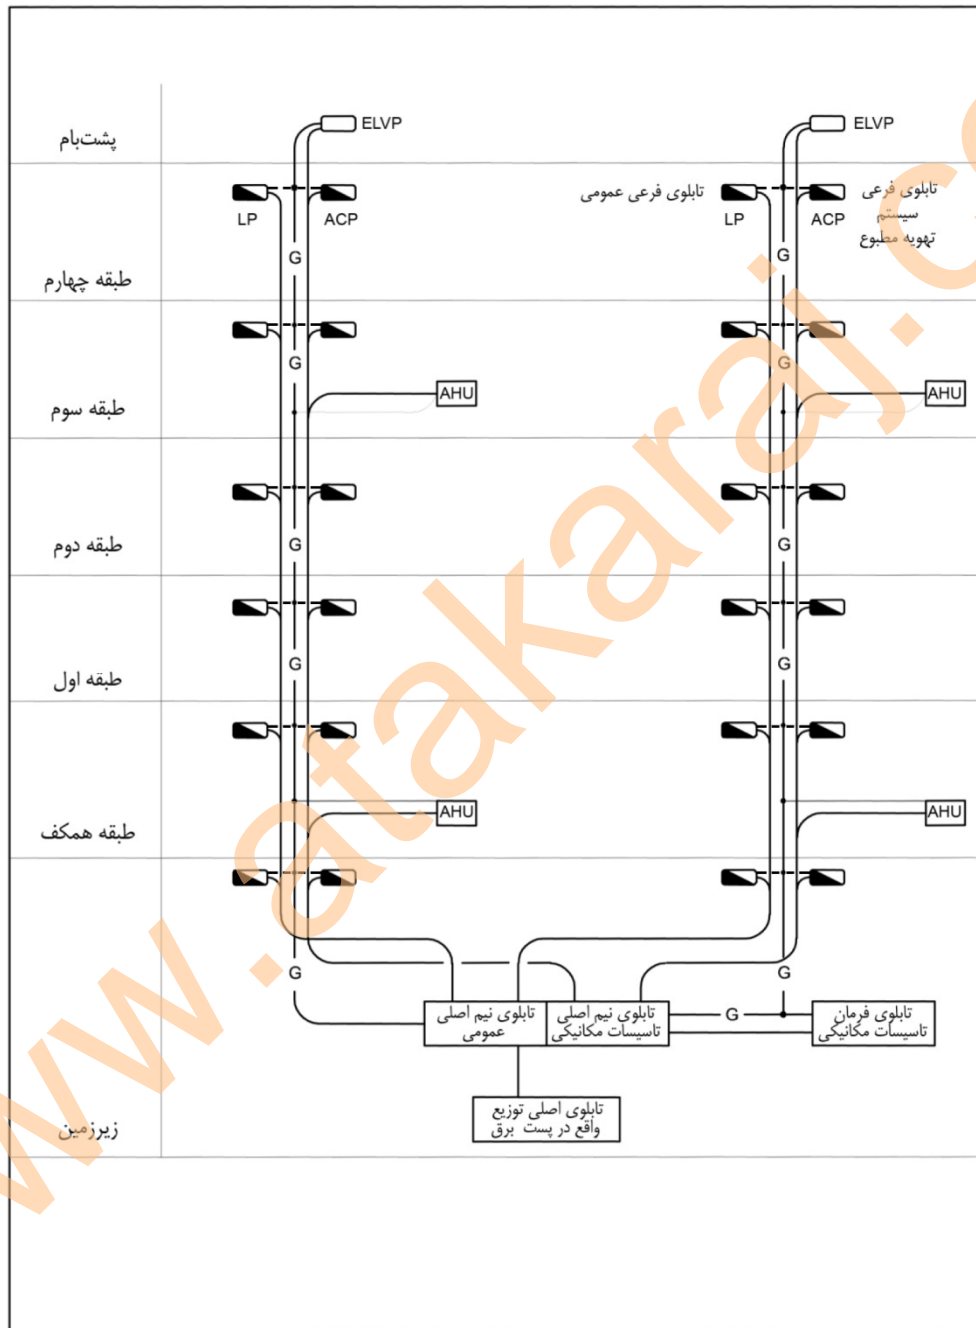 ELVP
ELVP
پشت‌بام
LP
ACP
تابلوی فرعی عمومی
LP
ACP
تابلوی فرعی
سیستم
تهویه مطبوع
G
G
طبقه چهارم
G
G
AHU
AHU
طبقه سوم
G
G
طبقه دوم
G
G
طبقه اول
AHU
AHU
طبقه همکف
G
G
تابلوی نیم اصلی
عمومی
تابلوی نیم اصلی
تاسیسات مکانیکی
G
تابلوی فرمان
تاسیسات مکانیکی
تابلوی اصلی توزیع
واقع در پست برق
زیرزمین
www.atakaraj.co